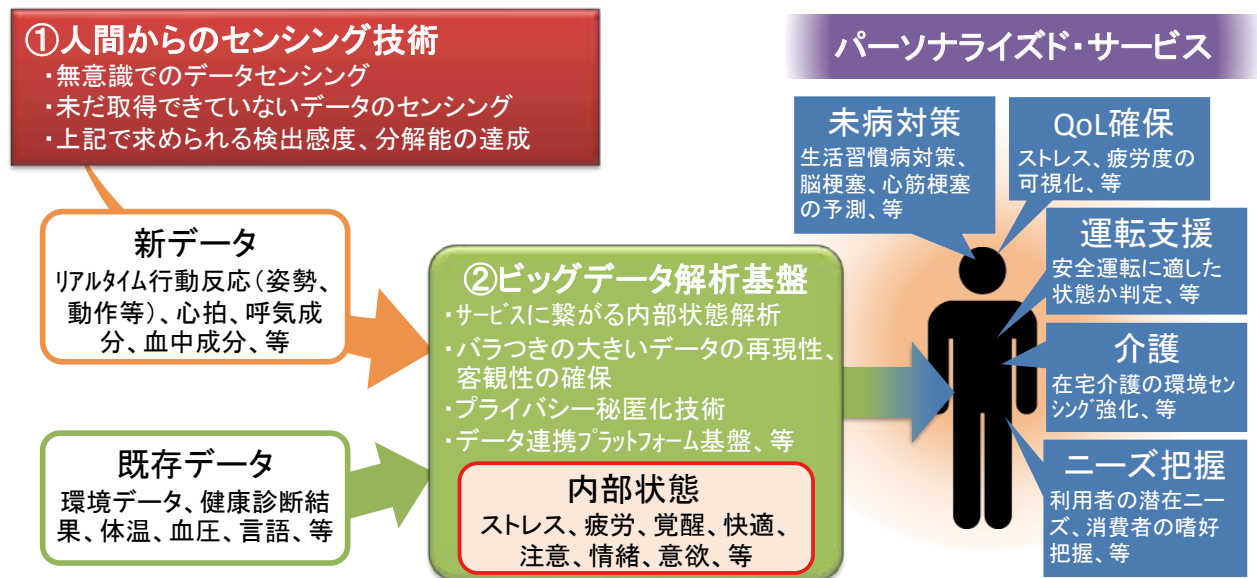 ①人間からのセンシング技術
・無意識でのデータセンシング
・未だ取得できていないデータのセンシング
・上記で求められる検出感度、分解能の達成
新データ
リアルタイム行動反応（姿勢、
動作等）、心拍、呼気成
分、血中成分、等
既存データ
環境データ、健康診断結
果、体温、血圧、言語、等
②ビッグデータ解析基盤
・サービスに繋がる内部状態解析
・バラつきの大きいデータの再現性、
客観性の確保
・プライバシー秘匿化技術
・データ連携プラットフォーム基盤、等
内部状態
ストレス、疲労、覚醒、快適、
注意、情緒、意欲、等
パーソナライズド・サービス
未病対策
生活習慣病対策、
脳梗塞、心筋梗塞
の予測、等
QoL確保
ストレス、疲労度の
可視化、等
運転支援
安全運転に適した
状態か判定、等
介護
在宅介護の環境セン
シング強化、等
ニーズ把握
利用者の潜在ニー
ズ、消費者の嗜好
把握、等